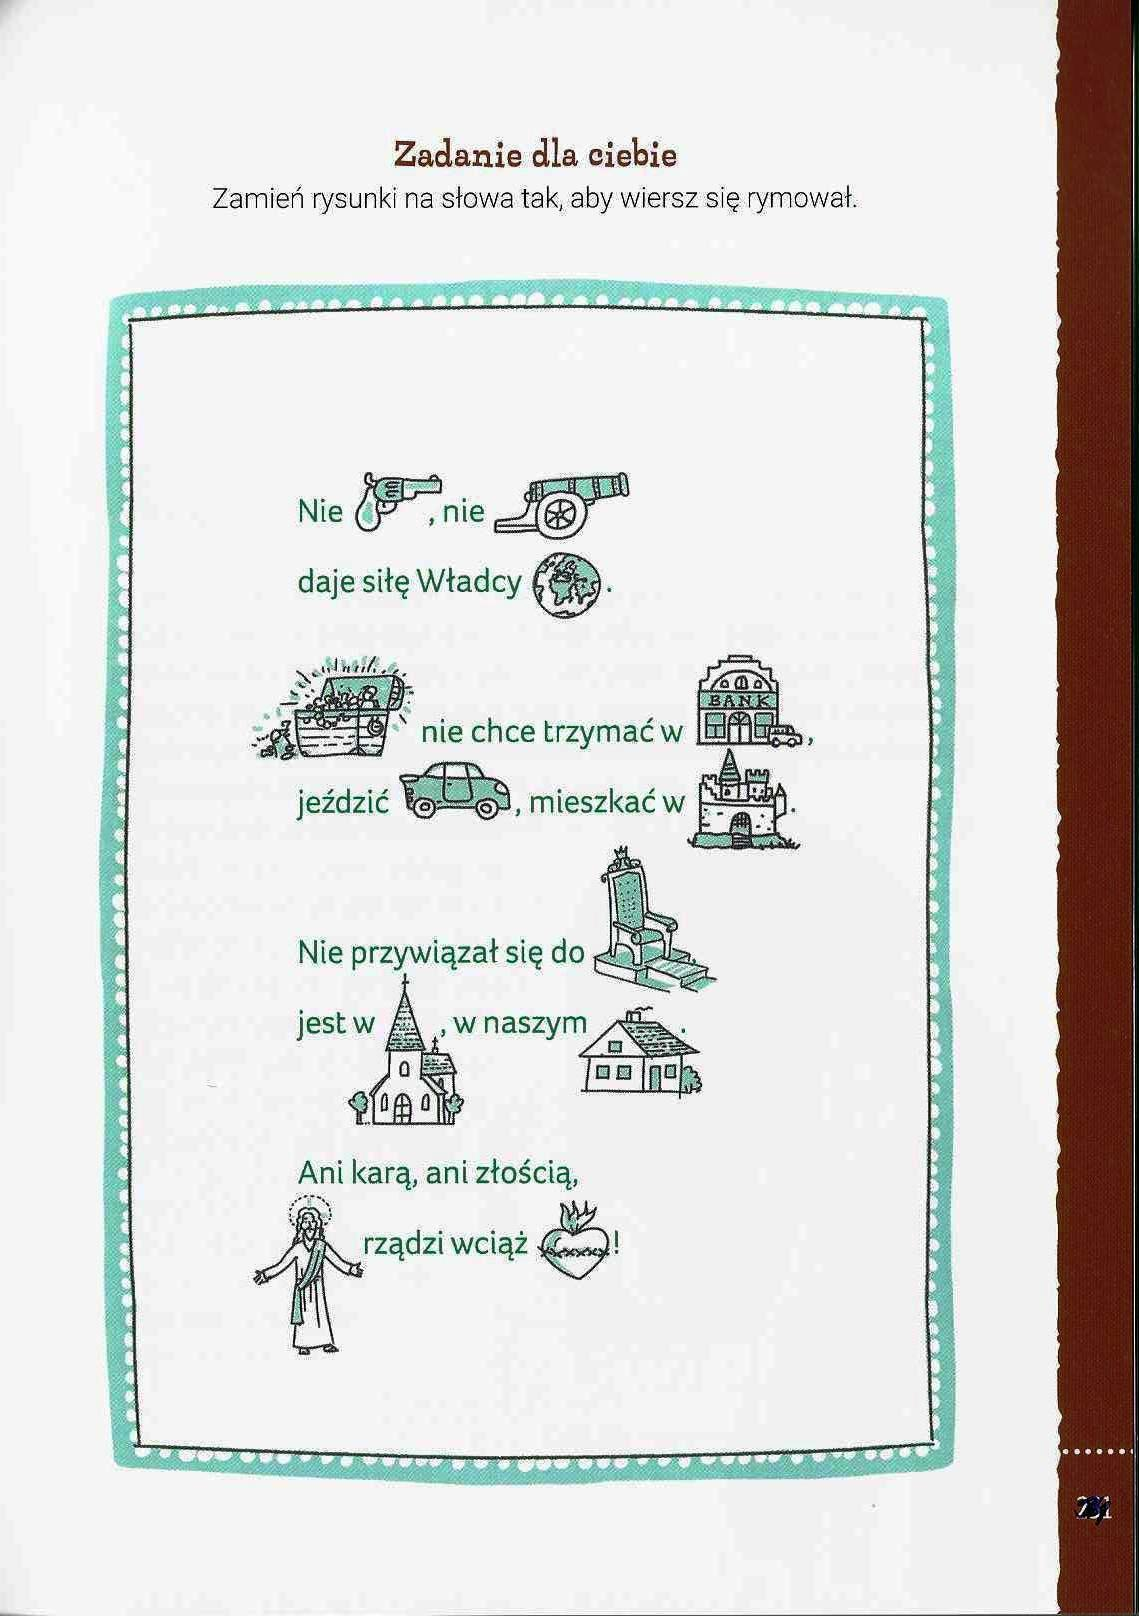 Zadanie dla ciebie
Zamień rysunki na słowa tak, aby wiersz się rymował.
Nie , nie
daje siłę Władcy .
BANK
nie chce trzymać w ,
jeździć , mieszkać w .
Nie przywiązał się do ,
jest w , w naszym .
Ani karą, ani złością,
rządzi wciąż !